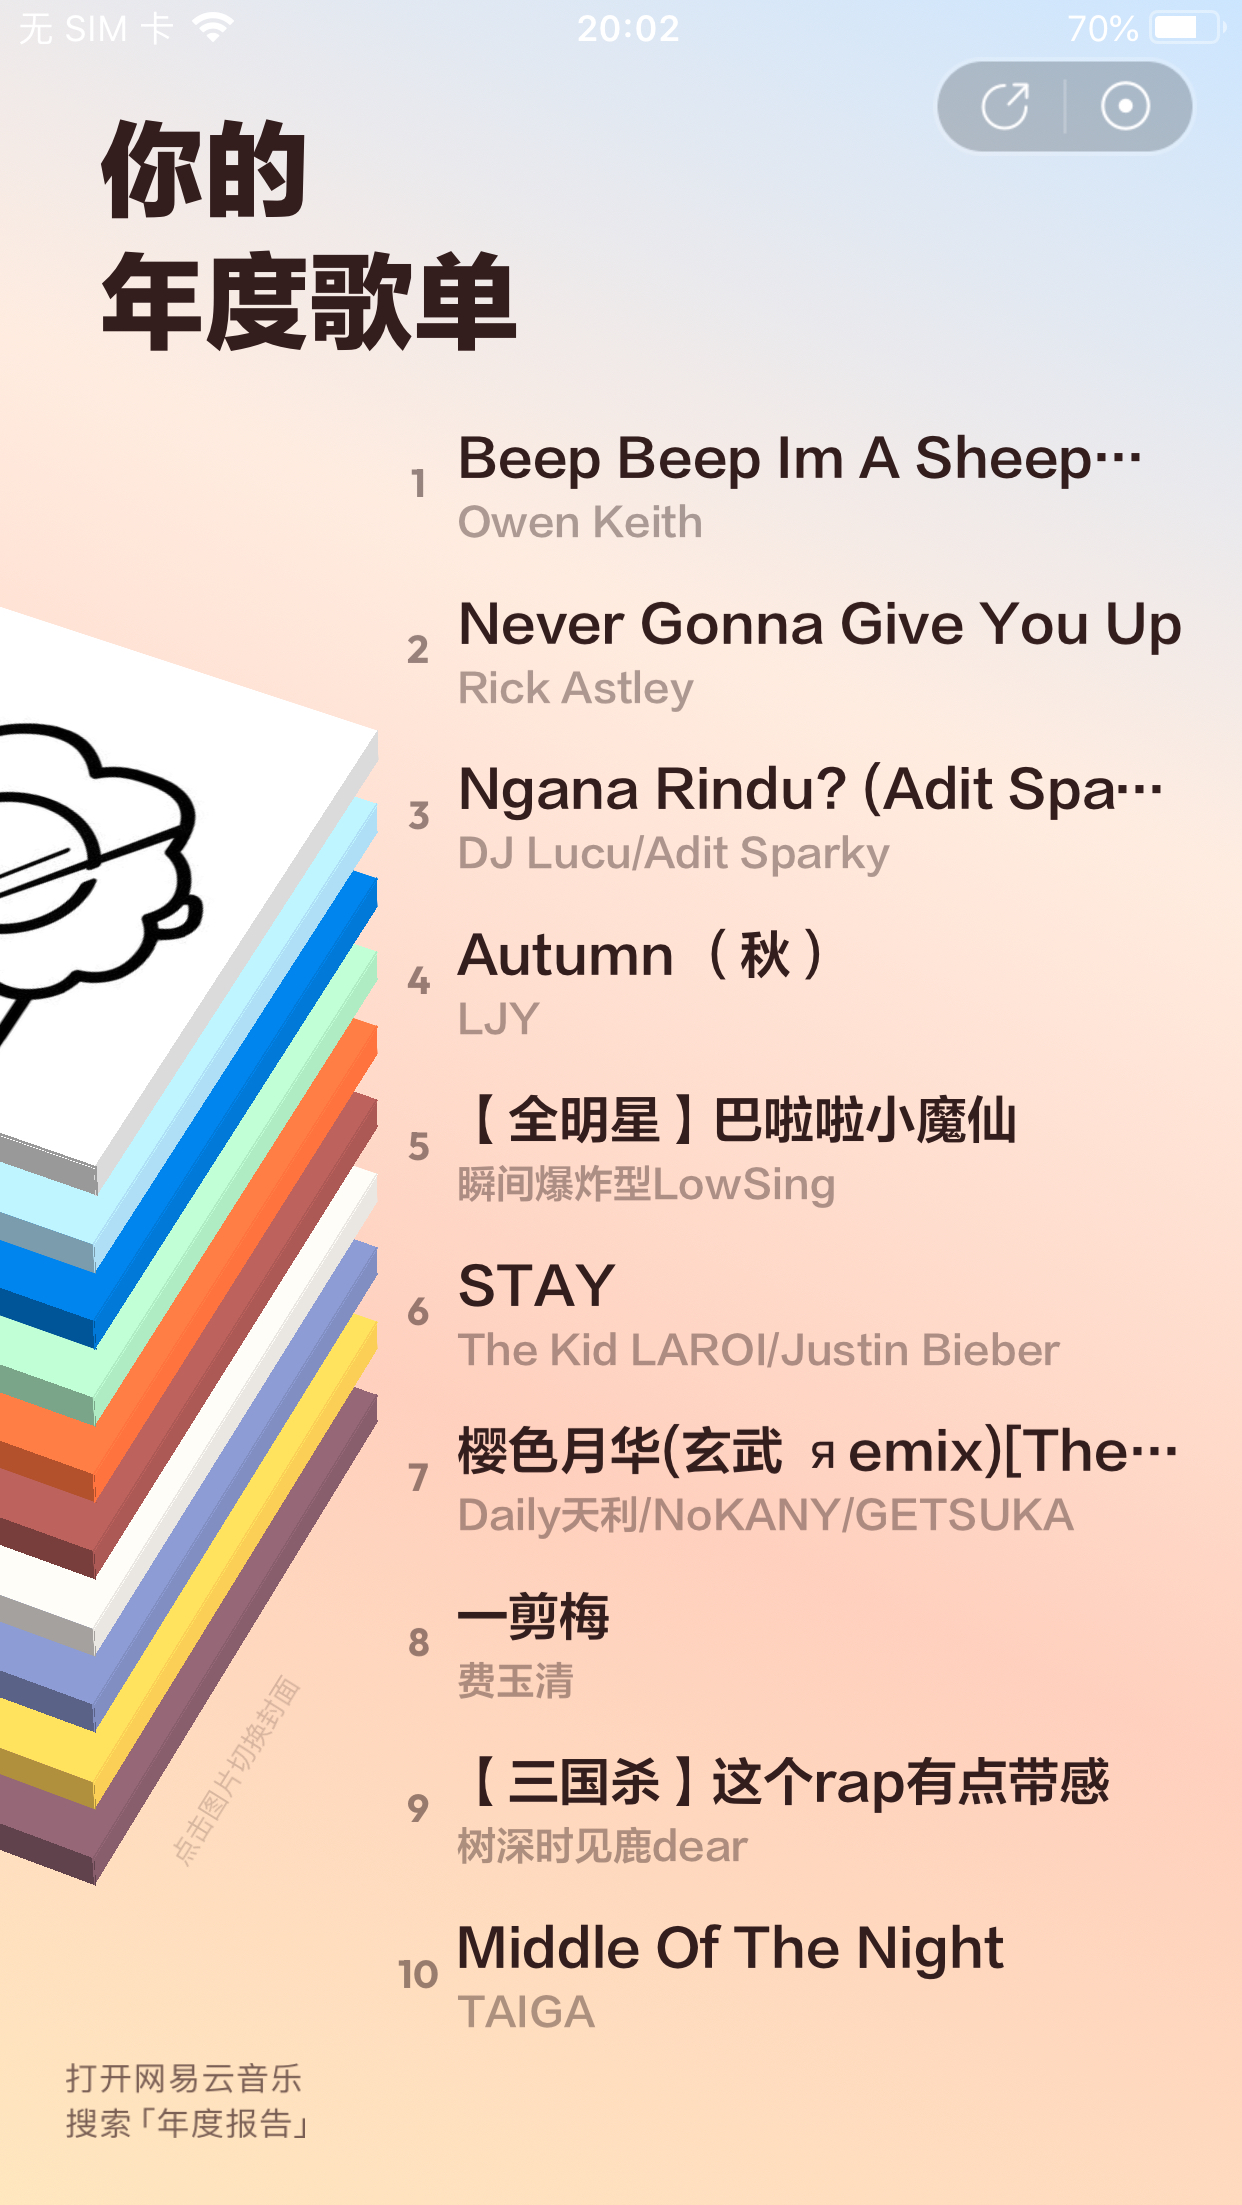 无 SIM 卡
20:02
70%
你的
年度歌单
1
Beep Beep Im A Sheep…
Owen Keith
2
Never Gonna Give You Up
Rick Astley
3
Ngana Rindu? (Adit Spa…
DJ Lucu/Adit Sparky
4
Autumn（秋）
LJY
5
【全明星】巴啦啦小魔仙
瞬间爆炸型LowSing
6
STAY
The Kid LAROI/Justin Bieber
7
樱色月华(玄武 яemix)[The…
Daily天利/NoKANY/GETSUKA
8
一剪梅
费玉清
9
【三国杀】这个rap有点带感
树深时见鹿dear
10
Middle Of The Night
TAIGA
点击图片切换封面
打开网易云音乐
搜索「年度报告」